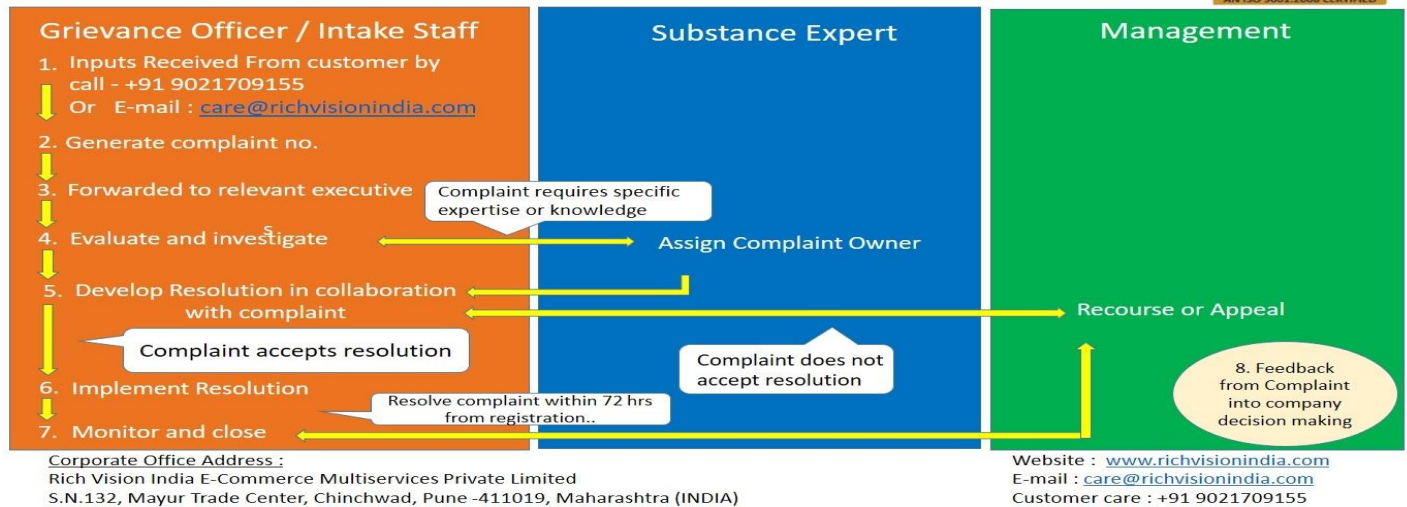 AN ISO 9001:2008 CERTIFIED
Grievance Officer / Intake Staff
1. Inputs Received From customer by
call - +91 9021709155
Or E-mail : care@richvisionindia.com
2. Generate complaint no.
3. Forwarded to relevant executive
s
4. Evaluate and investigate
5. Develop Resolution in collaboration
with complaint
Complaint accepts resolution
6. Implement Resolution
Resolve complaint within 72 hrs
from registration..
7. Monitor and close
Substance Expert
Complaint requires specific
expertise or knowledge
Assign Complaint Owner
Complaint does not
accept resolution
Management
Recourse or Appeal
8. Feedback
from Complaint
into company
decision making
Corporate Office Address :
Rich Vision India E-Commerce Multiservices Private Limited
S.N.132, Mayur Trade Center, Chinchwad, Pune -411019, Maharashtra (INDIA)
Website : www.richvisionindia.com
E-mail : care@richvisionindia.com
Customer care : +91 9021709155